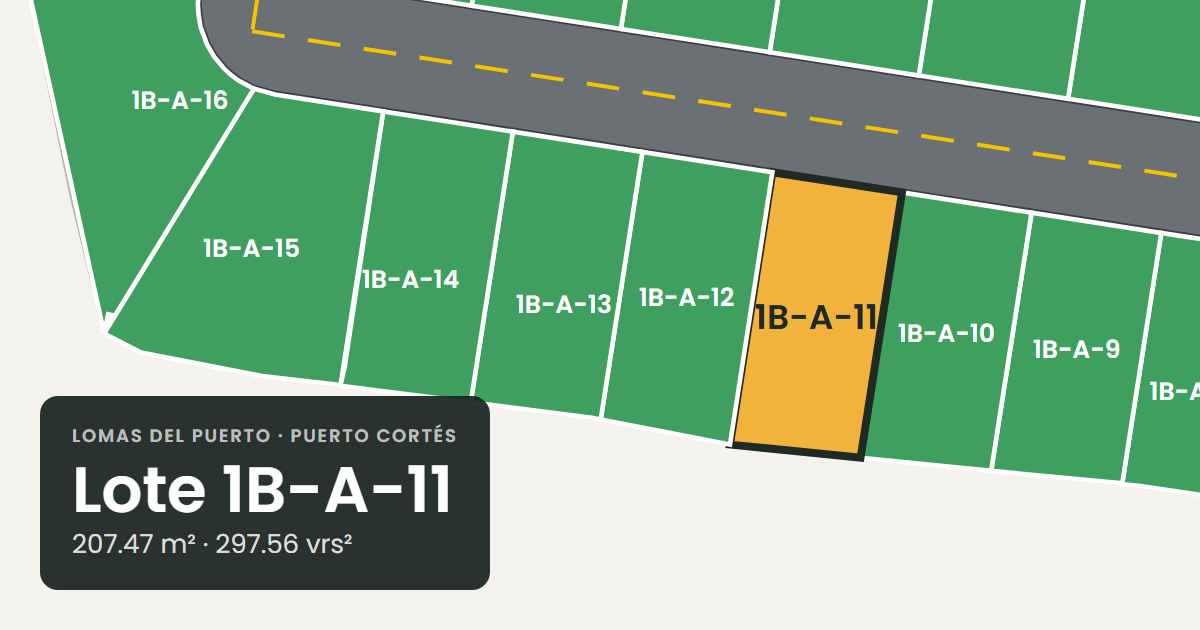 1B-A-16
1B-A-15
1B-A-14
1B-A-13
1B-A-12
1B-A-11
1B-A-10
1B-A-9
1B-A
LOMAS DEL PUERTO · PUERTO CORTÉS
Lote 1B-A-11
207.47 m² · 297.56 vrs²